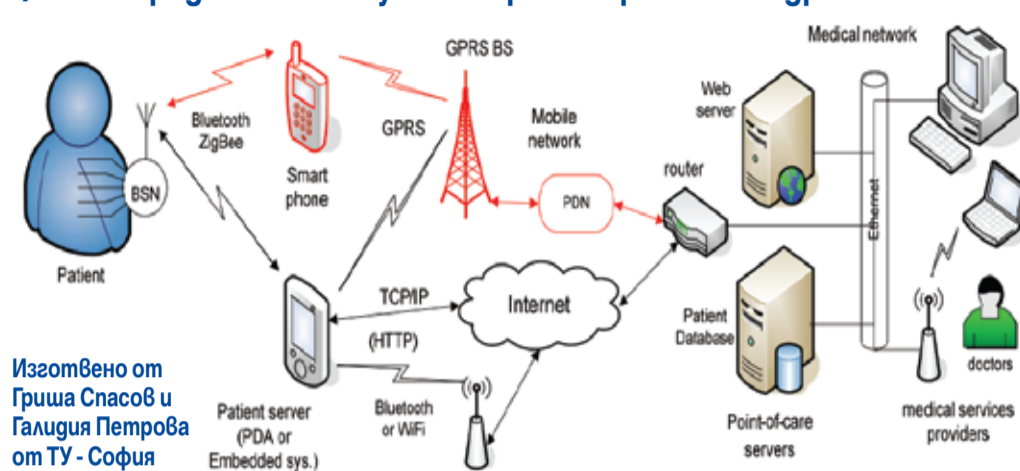 GPRS BS
Medical network
Web
server
Bluetooth
ZigBee
GPRS
Mobile
network
BSN
Smart
phone
router
PDN
Ethernet
Patient
TCP/IP
Internet
(HTTP)
Patient
Database
Изготвено от
Гриша Спасов и
Галидия Петрова
от ТУ - София
Patient server
(PDA or
Embedded sys.)
Bluetooth
or WiFi
Point-of-care
servers
doctors
medical services
providers